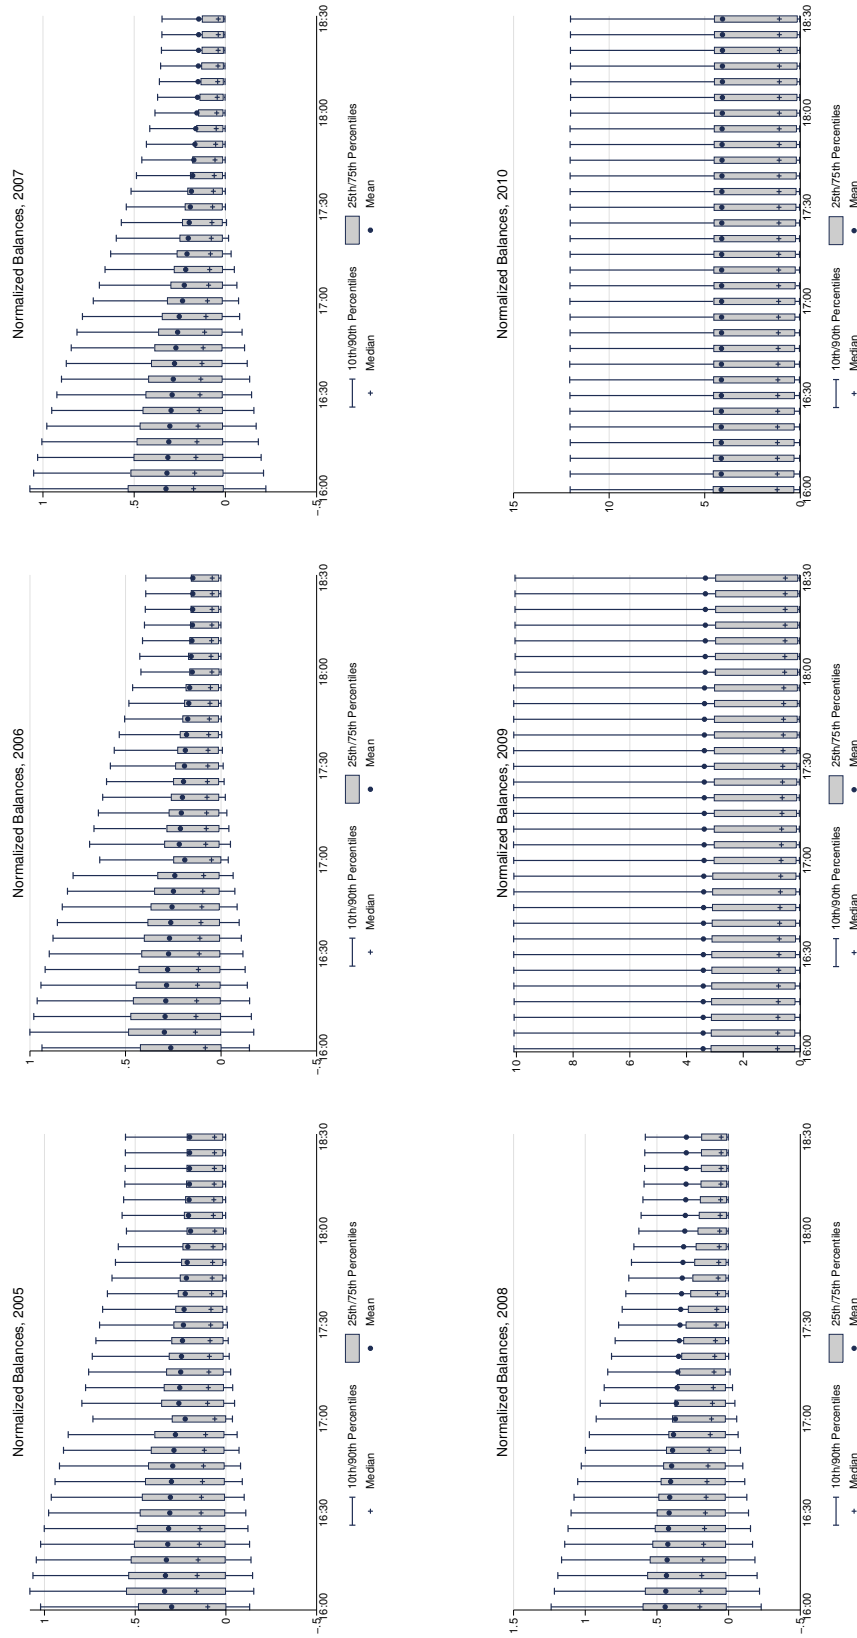 Normalized Balances, 2005
1
.5
0
-.5
16:00 16:30 17:00 17:30 18:00 18:30
10th/90th Percentiles 25th/75th Percentiles
Median Mean
Normalized Balances, 2006
1
.5
0
-.5
16:00 16:30 17:00 17:30 18:00 18:30
10th/90th Percentiles 25th/75th Percentiles
Median Mean
Normalized Balances, 2007
1
.5
0
-.5
16:00 16:30 17:00 17:30 18:00 18:30
10th/90th Percentiles 25th/75th Percentiles
Median Mean
Normalized Balances, 2008
1.5
1
.5
0
-.5
16:00 16:30 17:00 17:30 18:00 18:30
10th/90th Percentiles 25th/75th Percentiles
Median Mean
Normalized Balances, 2009
10
8
6
4
2
0
16:00 16:30 17:00 17:30 18:00 18:30
10th/90th Percentiles 25th/75th Percentiles
Median Mean
Normalized Balances, 2010
15
10
5
0
16:00 16:30 17:00 17:30 18:00 18:30
10th/90th Percentiles 25th/75th Percentiles
Median Mean